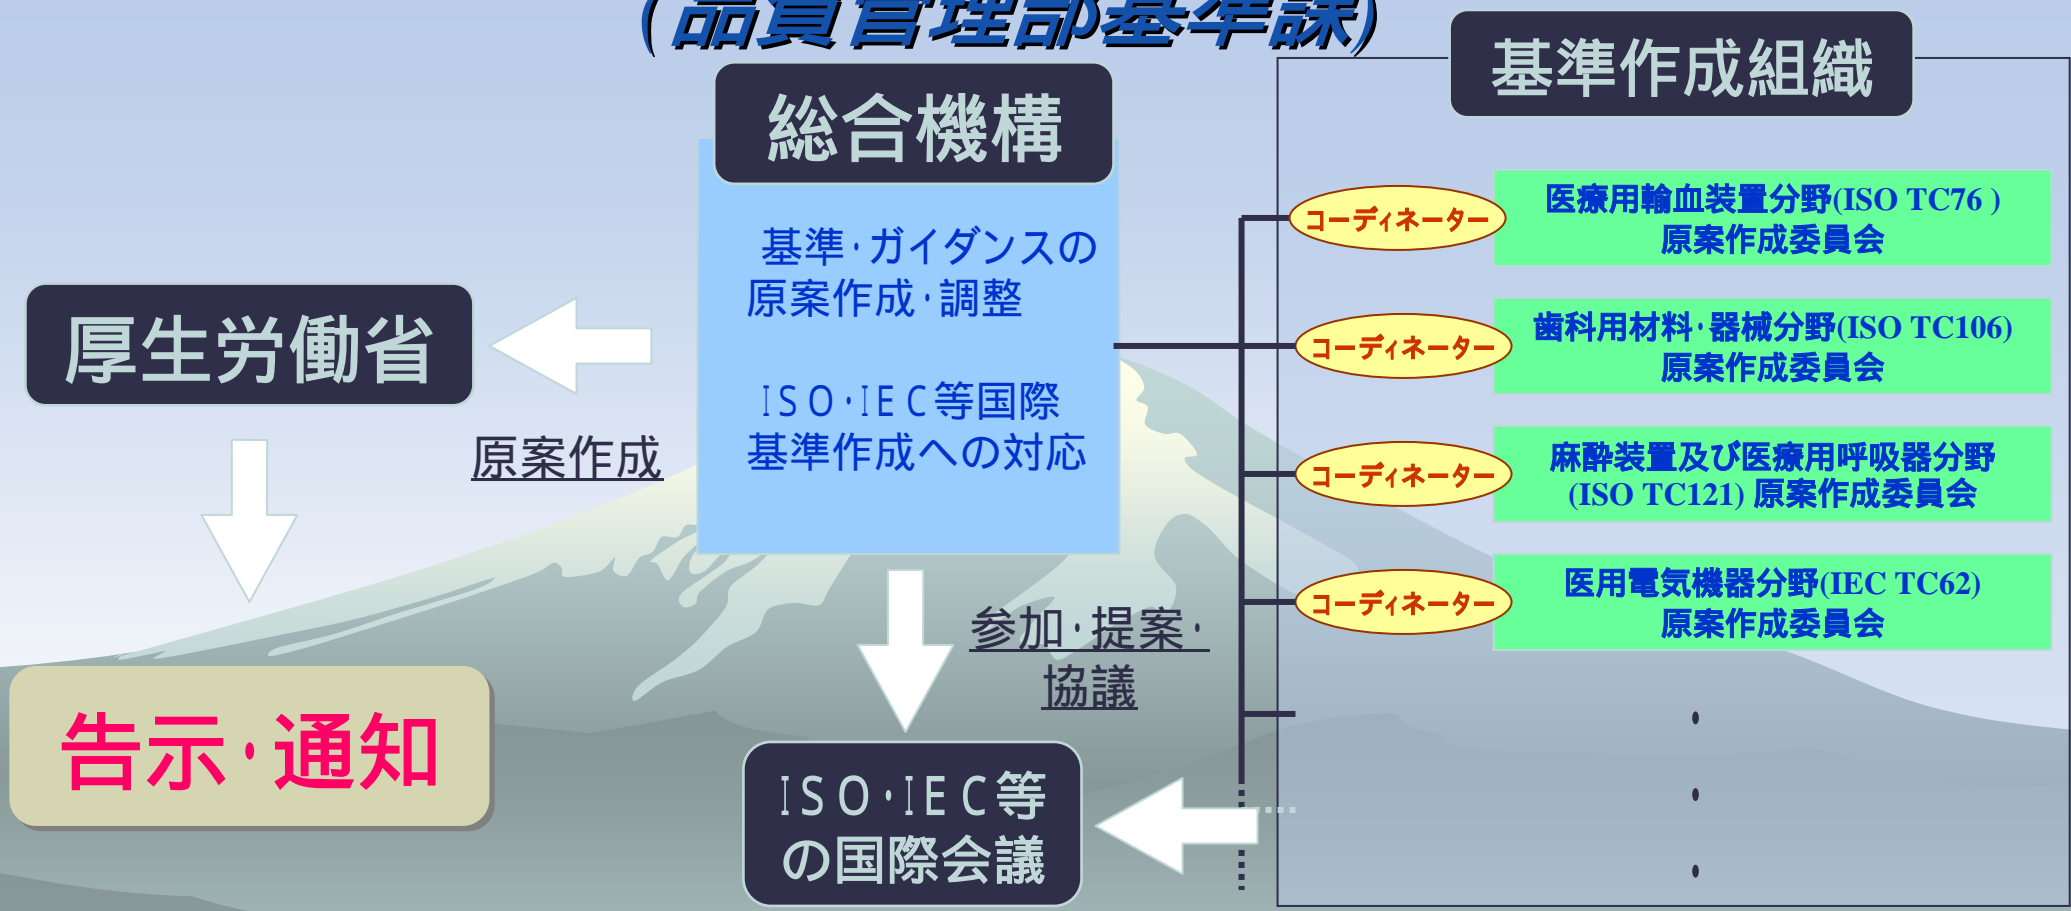 (品質管理部基準課)
総合機構
基準･ガイダンスの
原案作成･調整
ＩＳＯ･ＩＥＣ等国際
基準作成への対応
厚生労働省
原案作成
告示･通知
参加･提案･
協議
ＩＳＯ･ＩＥＣ等
の国際会議
基準作成組織
コーディネーター
医療用輸血装置分野(ISO TC76 )
原案作成委員会
コーディネーター
歯科用材料･器械分野(ISO TC106)
原案作成委員会
コーディネーター
麻酔装置及び医療用呼吸器分野
(ISO TC121) 原案作成委員会
コーディネーター
医用電気機器分野(IEC TC62)
原案作成委員会
･
･
･